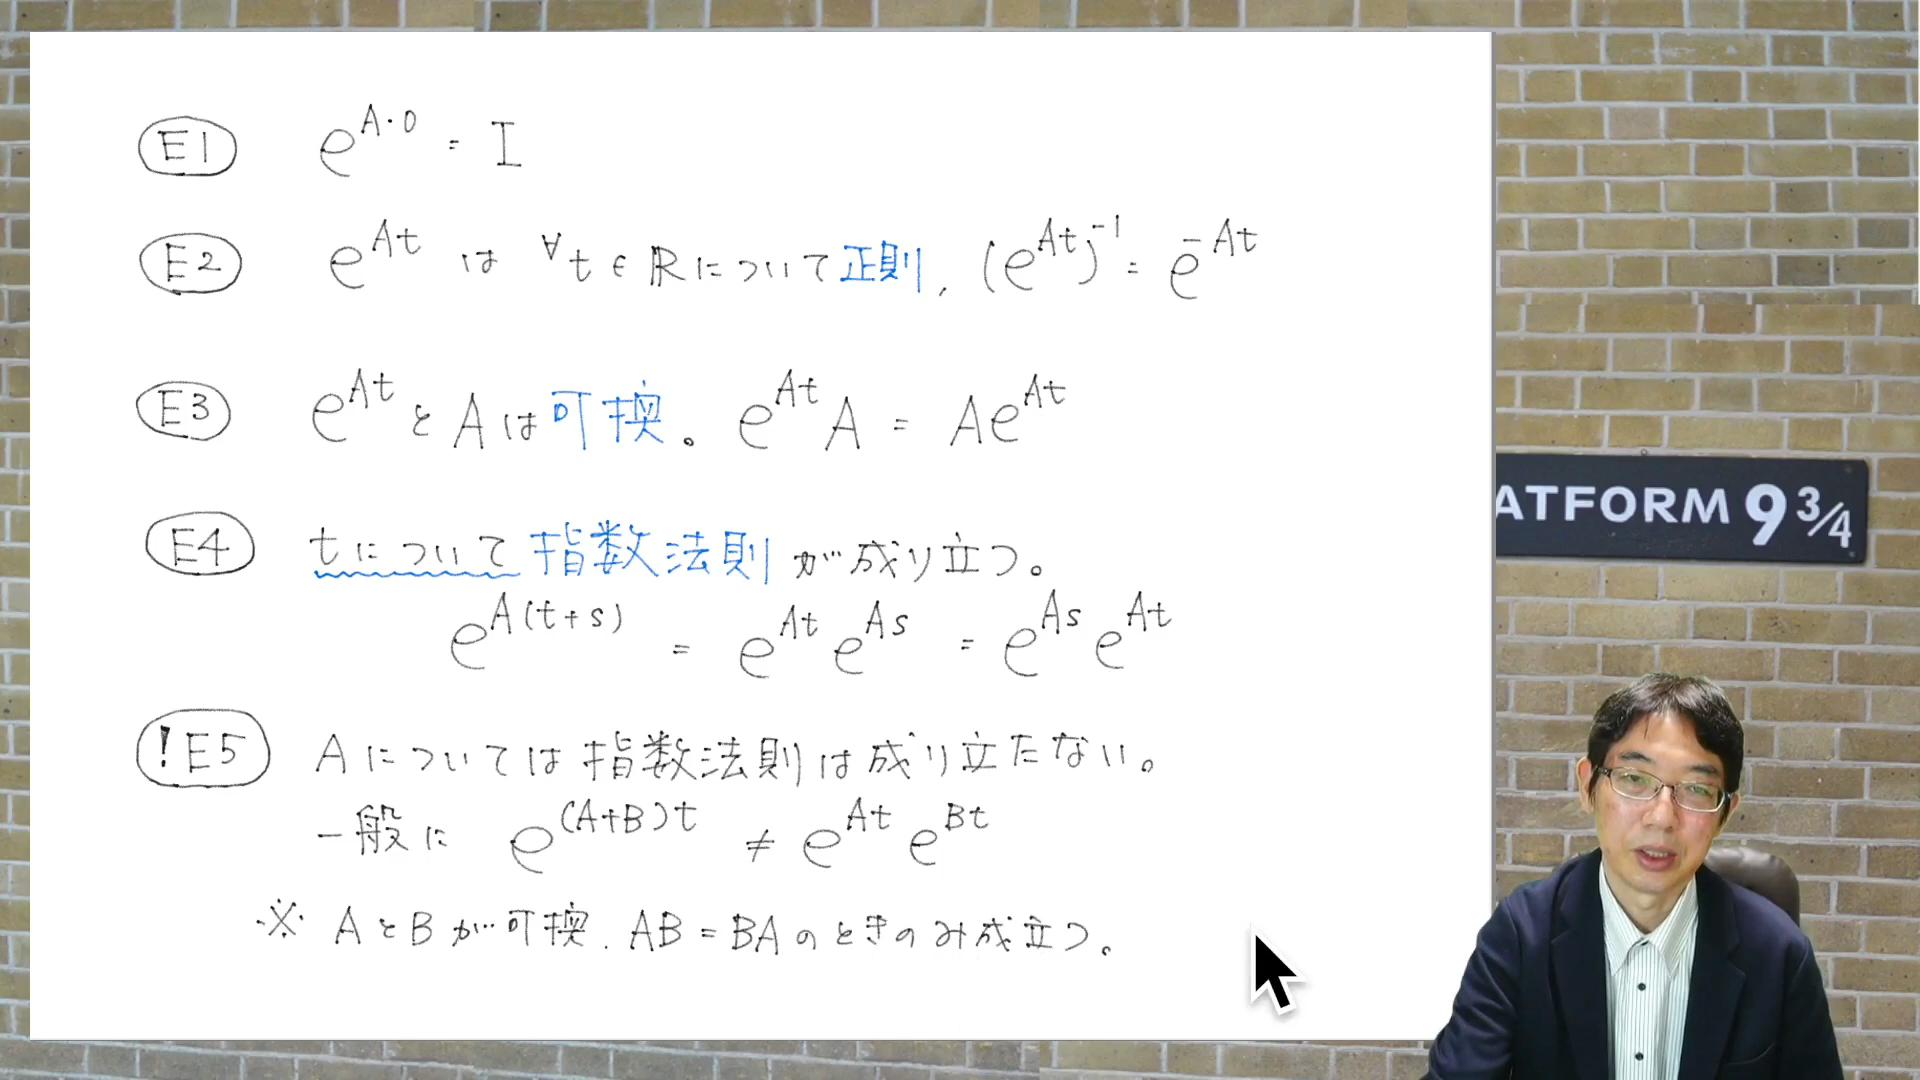 E1 e^{A·0} = I
E2 e^{At} は ∀t ∈ ℝ について正則, (e^{At})^{-1} = e^{-At}
E3 e^{At} と A は可換。 e^{At}A = Ae^{At}
E4 tについて指数法則が成り立つ。
e^{A(t+s)} = e^{At} e^{As} = e^{As} e^{At}
!E5 Aについては指数法則は成り立たない。
一般に e^{(A+B)t} ≠ e^{At} e^{Bt}
※ AとBが可換. AB = BAのときのみ成立つ。
ATFORM 9 3/4